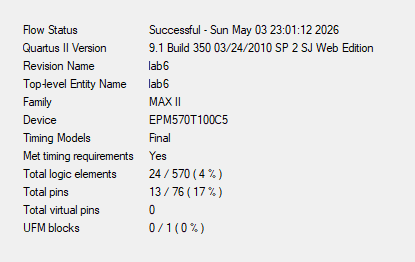 Flow Status Successful - Sun May 03 23:01:12 2026
Quartus II Version 9.1 Build 350 03/24/2010 SP 2 SJ Web Edition
Revision Name lab6
Top-level Entity Name lab6
Family MAX II
Device EPM570T100C5
Timing Models Final
Met timing requirements Yes
Total logic elements 24 / 570 ( 4 % )
Total pins 13 / 76 ( 17 % )
Total virtual pins 0
UFM blocks 0 / 1 ( 0 % )